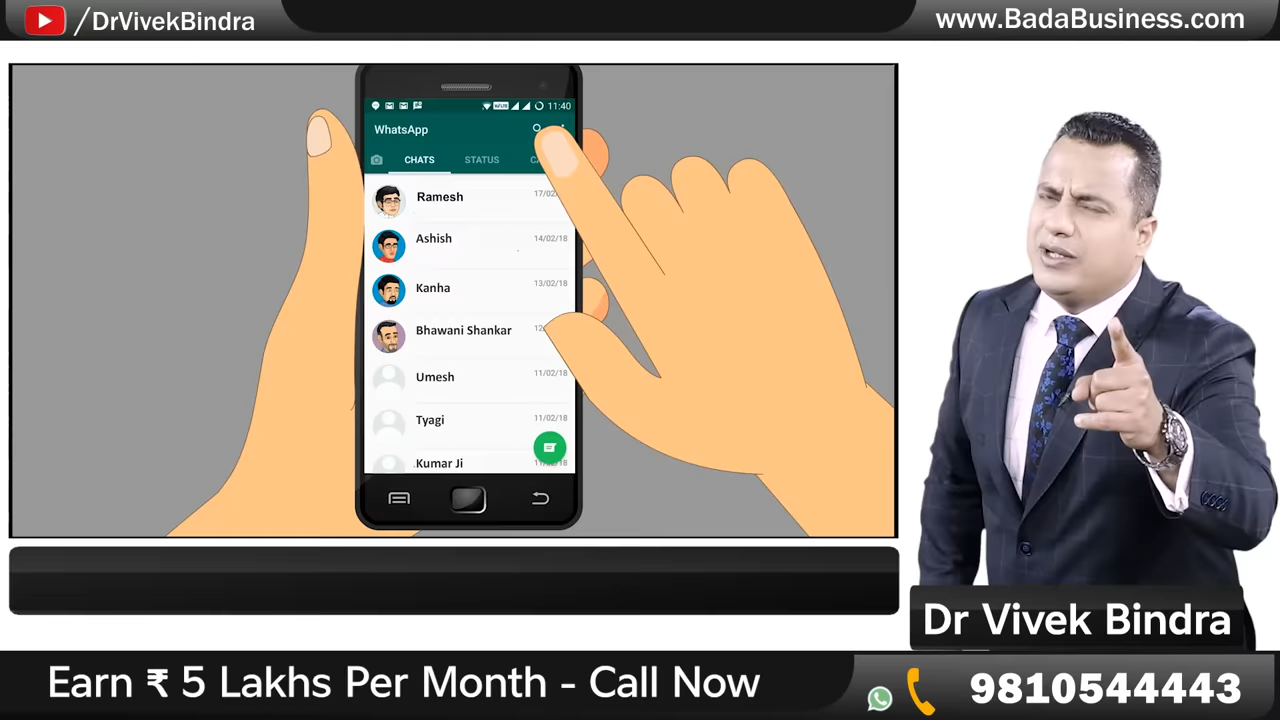 /DrVivekBindra
www.BadaBusiness.com
11:40
WhatsApp
CHATS STATUS
Ramesh
Ashish 14/02/18
Kanha 13/02/18
Bhawani Shankar
Umesh 11/02/18
Tyagi 11/02/18
Kumar Ji
Dr Vivek Bindra
Earn ₹ 5 Lakhs Per Month - Call Now
9810544443